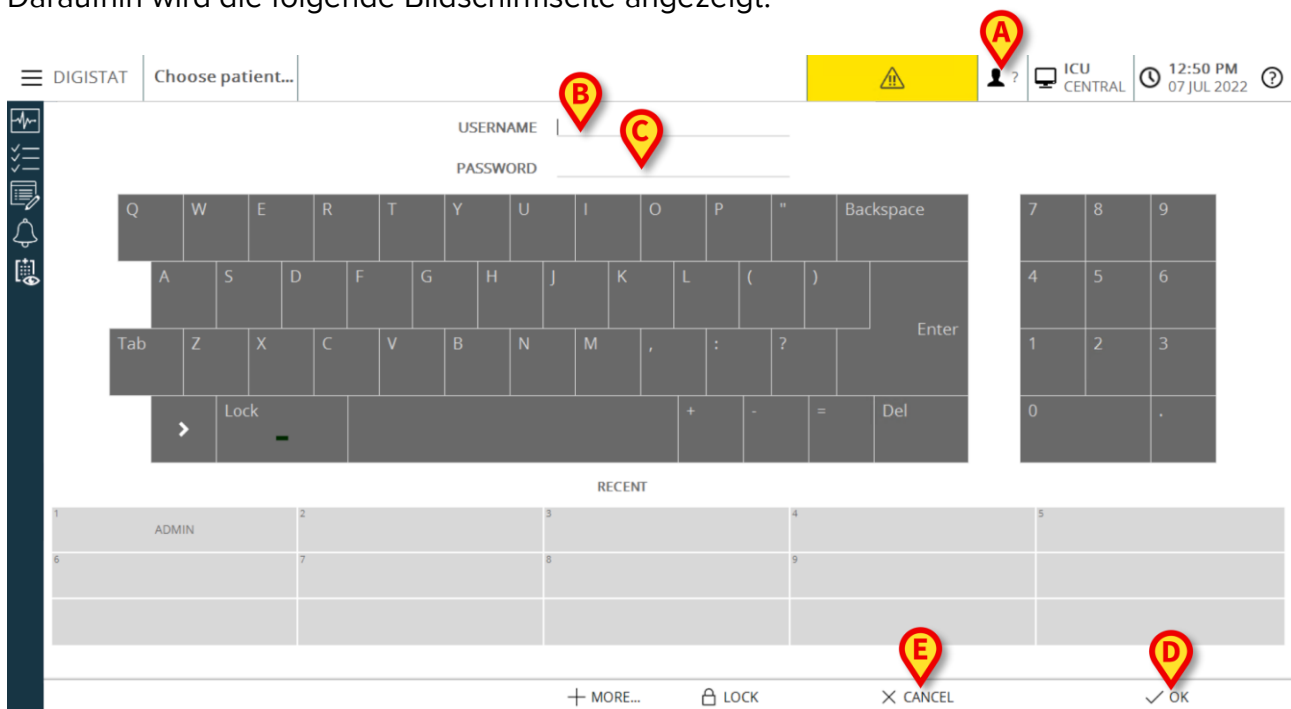 Daraufhin wird die folgende Bildschirmseite angezeigt:
A
DIGISTAT Choose patient... ? ICU 12:50 PM ?
CENTRAL 07 JUL 2022
B
USERNAME
C
PASSWORD
Q W E R T Y U I O P " Backspace 7 8 9
A S D F G H J K L ( ) Enter 4 5 6
Tab Z X C V B N M , : ? 1 2 3
> Lock + - = Del 0 .
RECENT
1 ADMIN 2 3 4 5
6 7 8 9
E D
+ MORE... LOCK × CANCEL ✓ OK